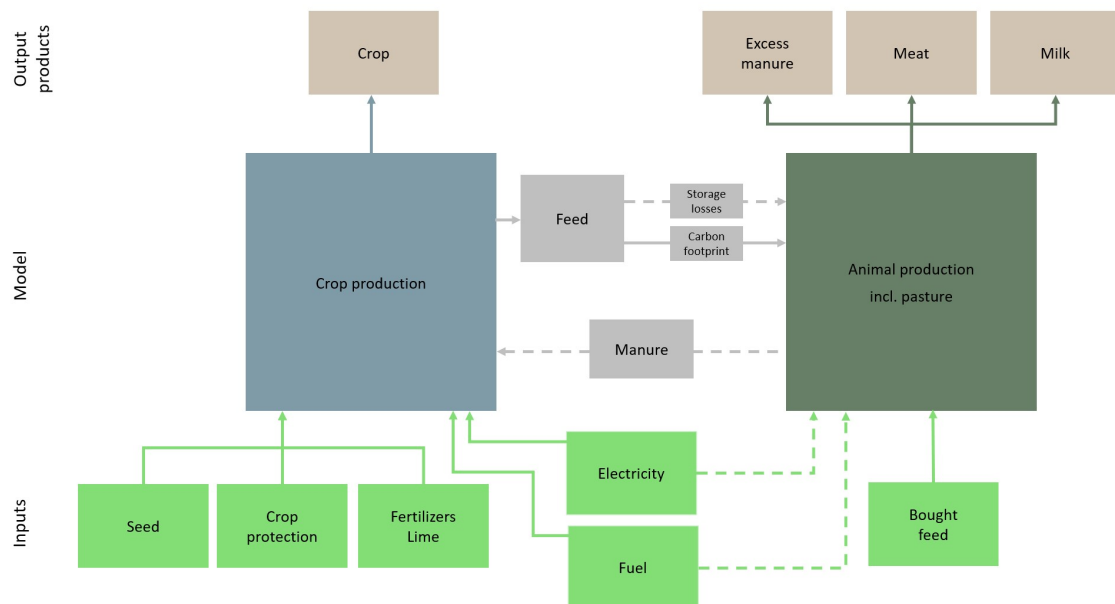 Output
products
Crop
Excess
manure
Meat
Milk
Model
Crop production
Feed
Storage
losses
Carbon
footprint
Manure
Animal production
incl. pasture
Inputs
Seed
Crop
protection
Fertilizers
Lime
Electricity
Fuel
Bought
feed